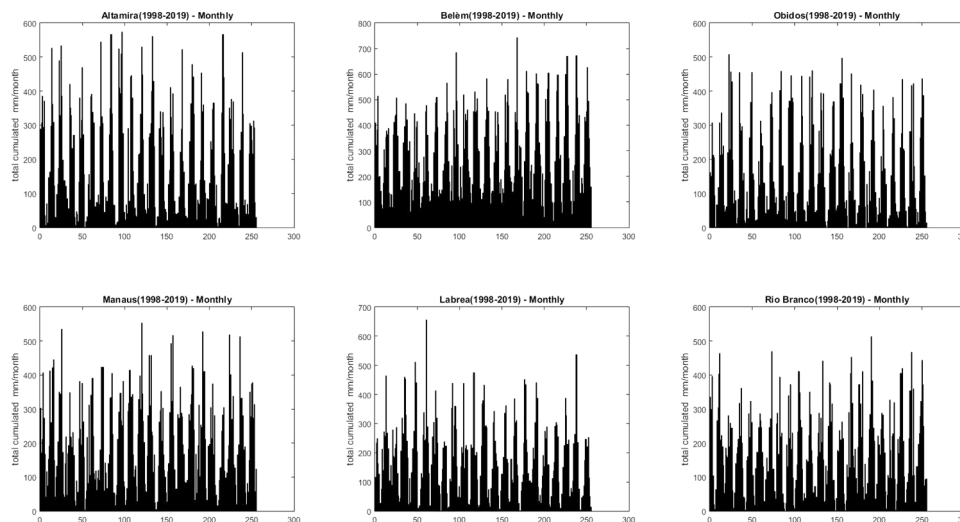 Altamira(1998-2019) - Monthly
600
500
400
300
200
100
0
total cumulated mm/month
0 50 100 150 200 250 300
Belèm(1998-2019) - Monthly
800
700
600
500
400
300
200
100
0
total cumulated mm/month
0 50 100 150 200 250 300
Obidos(1998-2019) - Monthly
600
500
400
300
200
100
0
total cumulated mm/month
0 50 100 150 200 250
Manaus(1998-2019) - Monthly
600
500
400
300
200
100
0
total cumulated mm/month
0 50 100 150 200 250 300
Labrea(1998-2019) - Monthly
700
600
500
400
300
200
100
0
total cumulated mm/month
0 50 100 150 200 250 300
Rio Branco(1998-2019) - Monthly
600
500
400
300
200
100
0
total cumulated mm/month
0 50 100 150 200 250